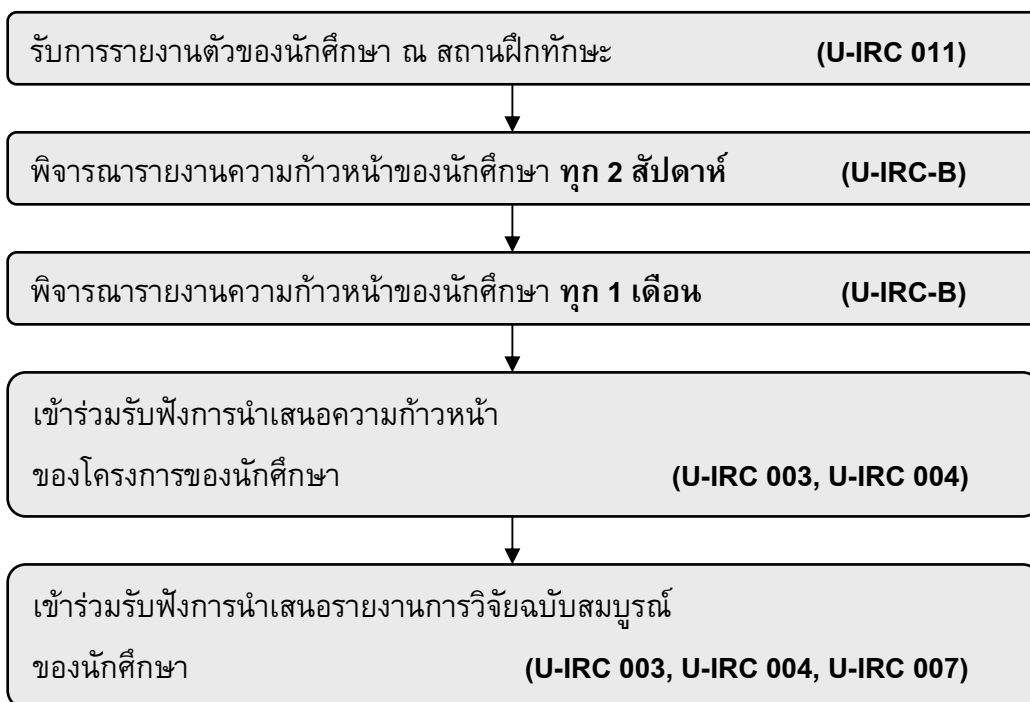 รับการรายงานตัวของนักศึกษา ณ สถานฝึกทักษะ (U-IRC 011)
พิจารณารายงานความก้าวหน้าของนักศึกษา ทุก 2 สัปดาห์ (U-IRC-B)
พิจารณารายงานความก้าวหน้าของนักศึกษา ทุก 1 เดือน (U-IRC-B)
เข้าร่วมรับฟังการนำเสนอความก้าวหน้า
ของโครงการของนักศึกษา (U-IRC 003, U-IRC 004)
เข้าร่วมรับฟังการนำเสนอรายงานการวิจัยฉบับสมบูรณ์
ของนักศึกษา (U-IRC 003, U-IRC 004, U-IRC 007)